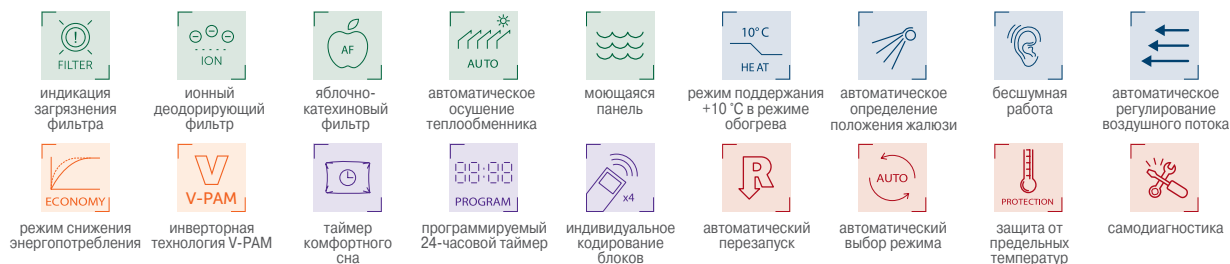 FILTER
индикация
загрязнения
фильтра
ION
ионный
деодорирующий
фильтр
AF
яблочно-
катехиновый
фильтр
AUTO
автоматическое
осушение
теплообменника
моющаяся
панель
10°C
HEAT
режим поддержания
+10 °С в режиме
обогрева
автоматическое
определение
положения жалюзи
бесшумная
работа
автоматическое
регулирование
воздушного потока
ECONOMY
режим снижения
энергопотребления
V
V-PAM
инверторная
технология V-PAM
таймер
комфортного
сна
88:88
PROGRAM
программируемый
24-часовой таймер
x4
индивидуальное
кодирование
блоков
R
автоматический
перезапуск
AUTO
автоматический
выбор режима
PROTECTION
защита от
предельных
температур
самодиагностика